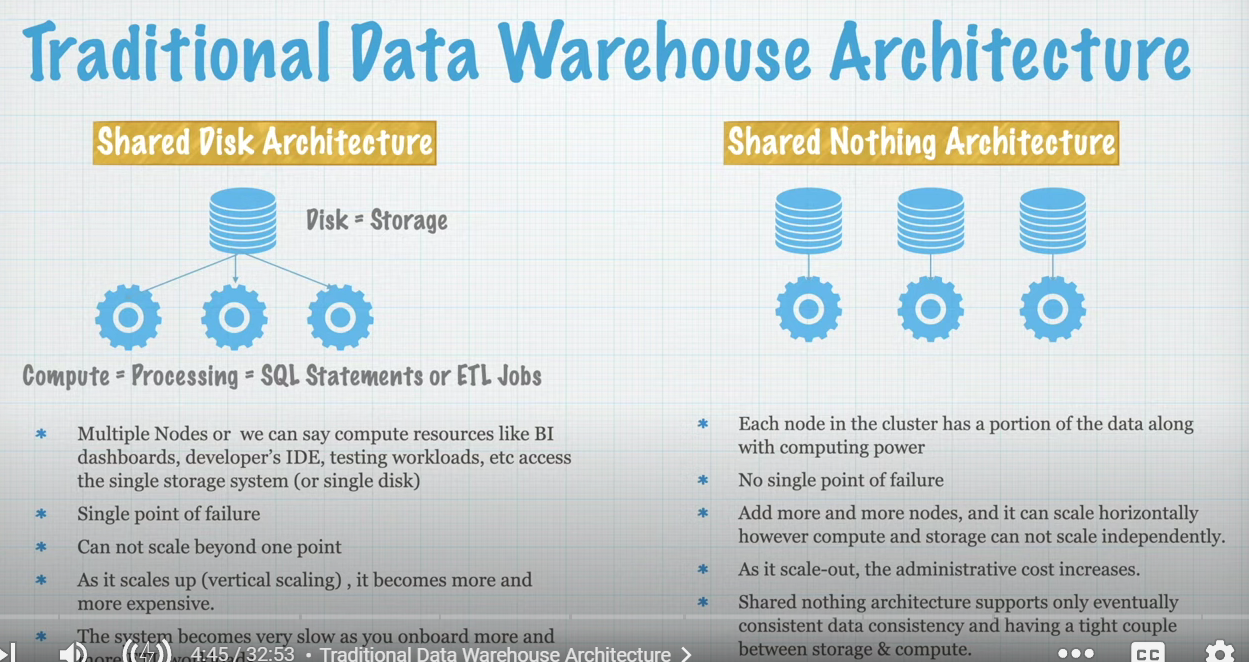 Traditional Data Warehouse Architecture
Shared Disk Architecture
Disk = Storage
Compute = Processing = SQL Statements or ETL Jobs
* Multiple Nodes or we can say compute resources like BI
dashboards, developer's IDE, testing workloads, etc access
the single storage system (or single disk)
* Single point of failure
* Can not scale beyond one point
* As it scales up (vertical scaling) , it becomes more and
more expensive.
* The system becomes very slow as you onboard more and
more
Shared Nothing Architecture
* Each node in the cluster has a portion of the data along
with computing power
* No single point of failure
* Add more and more nodes, and it can scale horizontally
however compute and storage can not scale independently.
* As it scale-out, the administrative cost increases.
* Shared nothing architecture supports only eventually
consistent data consistency and having a tight couple
between storage & compute.
4:45 / 32:53 • Traditional Data Warehouse Architecture
CC